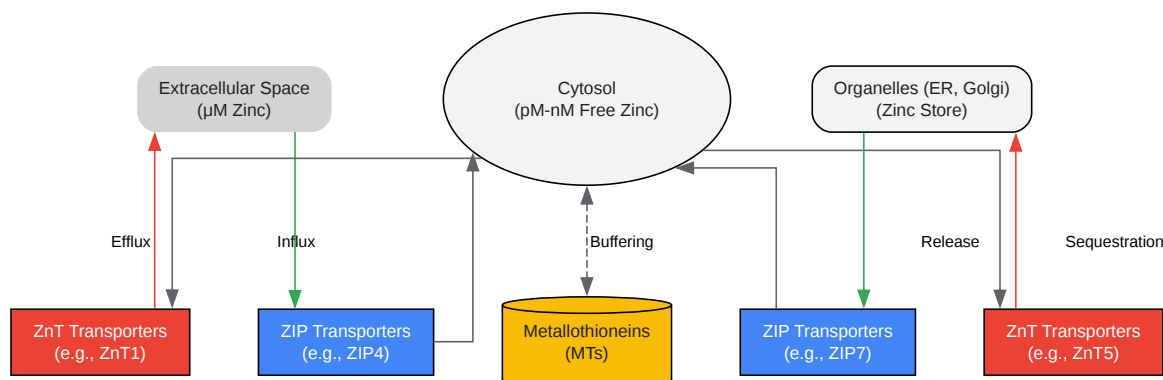 Extracellular Space
(μM Zinc)
Cytosol
(pM-nM Free Zinc)
Organelles (ER, Golgi)
(Zinc Store)
Efflux
Influx
Buffering
Release
Sequestration
ZnT Transporters
(e.g., ZnT1)
ZIP Transporters
(e.g., ZIP4)
Metallothioneins
(MTs)
ZIP Transporters
(e.g., ZIP7)
ZnT Transporters
(e.g., ZnT5)